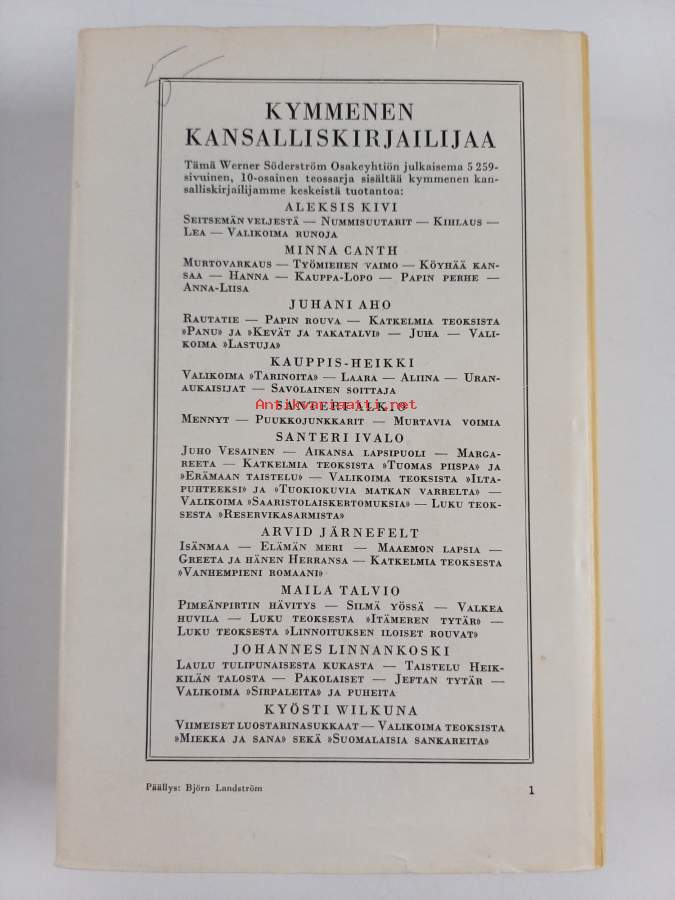 5-
KYMMENEN
KANSALLISKIRJAILIJAA
Tämä Werner Söderström Osakeyhtiön julkaisema 5 259-
sivuinen, 10-osainen teossarja sisältää kymmenen kan-
salliskirjailijamme keskeistä tuotantoa:
ALEKSIS KIVI
SEITSEMÄN VELJESTÄ — NUMMISUUTARIT — KIHLAUS —
LEA — VALIKOIMA RUNOJA
MINNA CANTH
MURTOVARKAUS — TYÖMIEHEN VAIMO — KÖYHÄÄ KAN-
SAA — HANNA — KAUPPA-LOPO — PAPIN PERHE —
ANNA-LIISA
JUHANI AHO
RAUTATIE — PAPIN ROUVA — KATKELMIA TEOKSISTA
»PANU» JA »KEVÄT JA TAKATALVI» — JUHA — VALI-
KOIMA »LASTUJA»
KAUPPIS-HEIKKI
VALIKOIMA »TARINOITA» — LAARA — ALIINA — URAN-
AUKAISIJAT — SAVOLAINEN SOITTAJA
Antikvariaatti.net
SANTERI ALKIO
MENNYT — PUUKKOJUNKKARIT — MURTAVIA VOIMIA
SANTERI IVALO
JUHO VESAINEN — AIKANSA LAPSIPUOLI — MARGA-
REETA — KATKELMIA TEOKSISTA »TUOMAS PIISPA» JA
»ERÄMAAN TAISTELU» — VALIKOIMA TEOKSISTA »ILTA-
PUHTEEKSI» JA »TUOKIOKUVIA MATKAN VARRELTA» —
VALIKOIMA »SAARISTOLAISKERTOMUKSIA» — LUKU TEOK-
SESTA »RESERVIKASARMISTA»
ARVID JÄRNEFELT
ISÄNMAA — ELÄMÄN MERI — MAAEMON LAPSIA —
GREETA JA HÄNEN HERRANSA — KATKELMIA TEOKSESTA
»VANHEMPIENI ROMAANI»
MAILA TALVIO
PIMEÄNPIRTIN HÄVITYS — SILMÄ YÖSSÄ — VALKEA
HUVILA — LUKU TEOKSESTA »ITÄMEREN TYTÄR» —
LUKU TEOKSESTA »LINNOITUKSEN ILOISET ROUVAT»
JOHANNES LINNANKOSKI
LAULU TULIPUNAISESTA KUKASTA — TAISTELU HEIK-
KILÄN TALOSTA — PAKOLAISET — JEFTAN TYTÄR —
VALIKOIMA »SIRPALEITA» JA PUHEITA
KYÖSTI WILKUNA
VIIMEISET LUOSTARINASUKKAAT — VALIKOIMA TEOKSISTA
»MIEKKA JA SANA» SEKÄ »SUOMALAISIA SANKAREITA»
Päällys: Björn Landström
1